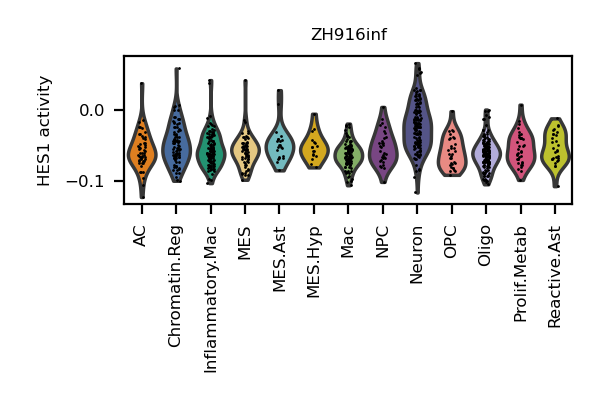 ZH916inf
HES1 activity
0.0
−0.1
AC
Chromatin.Reg
Inflammatory.Mac
MES
MES.Ast
MES.Hyp
Mac
NPC
Neuron
OPC
Oligo
Prolif.Metab
Reactive.Ast